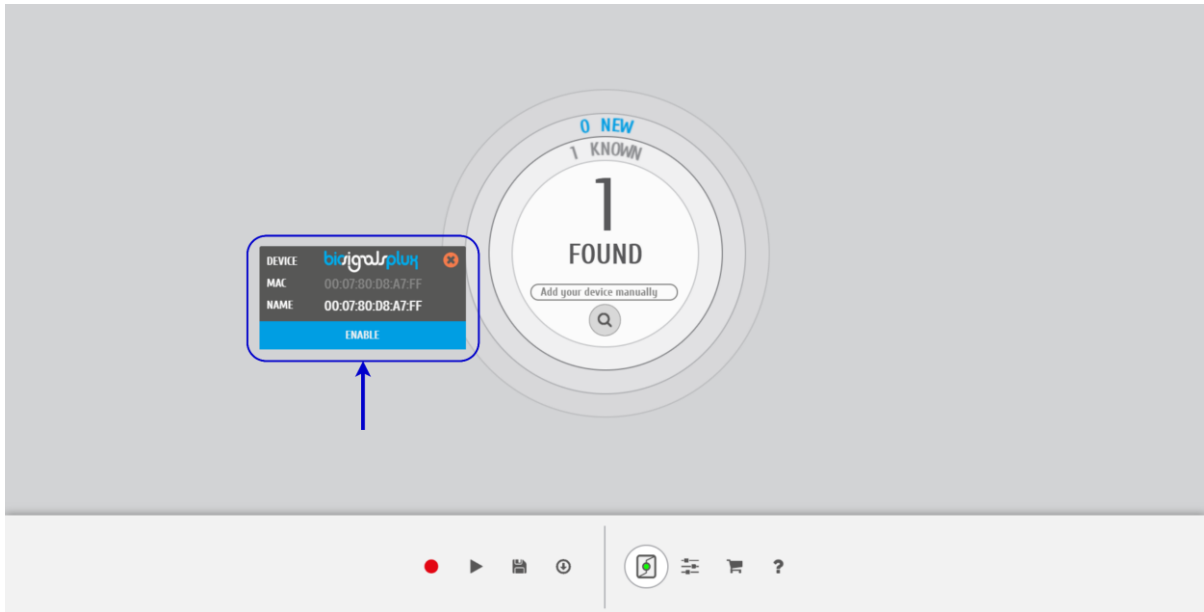 0 NEW
1 KNOWN
1
FOUND
Add your device manually
DEVICE biosignalsplux
MAC 00:07:80:D8:A7:FF
NAME 00:07:80:D8:A7:FF
ENABLE
?